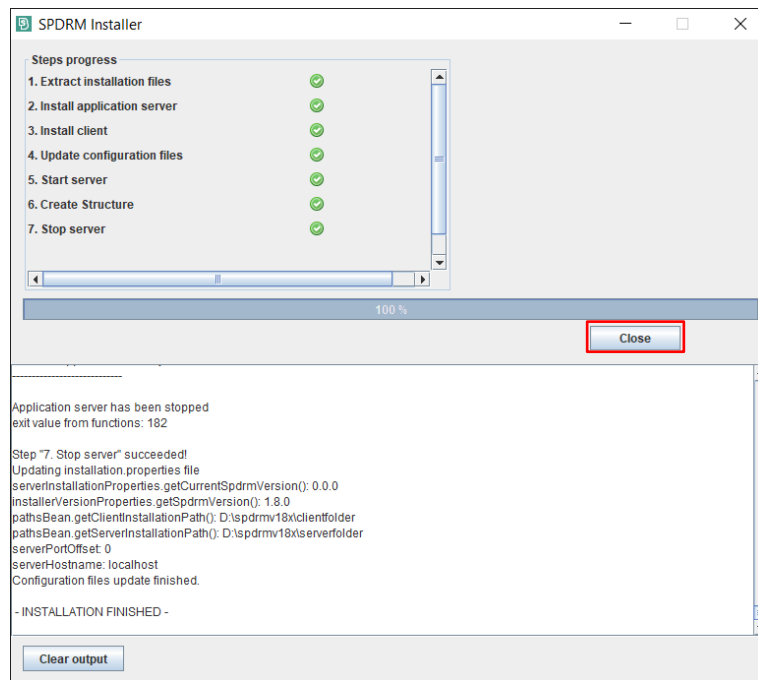 SPDRM Installer
Steps progress
1. Extract installation files
2. Install application server
3. Install client
4. Update configuration files
5. Start server
6. Create Structure
7. Stop server
100 %
Close
----------------------------
Application server has been stopped
exit value from functions: 182
Step "7. Stop server" succeeded!
Updating installation.properties file
serverInstallationProperties.getCurrentSpdrmVersion(): 0.0.0
installerVersionProperties.getSpdrmVersion(): 1.8.0
pathsBean.getClientInstallationPath(): D:\spdrmv18x\clientfolder
pathsBean.getServerInstallationPath(): D:\spdrmv18x\serverfolder
serverPortOffset: 0
serverHostname: localhost
Configuration files update finished.
- INSTALLATION FINISHED -
Clear output